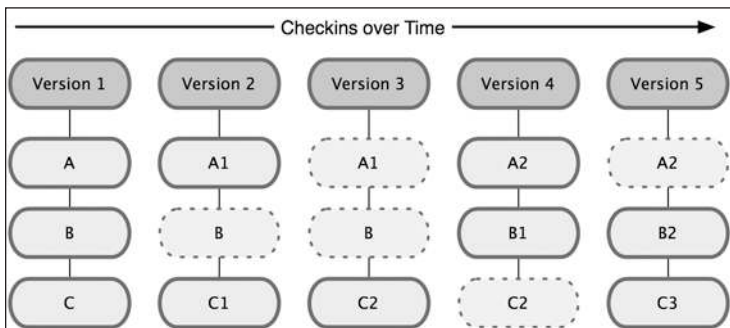 Checkins over Time
Version 1 Version 2 Version 3 Version 4 Version 5
A A1 A1 A2 A2
B B B B1 B2
C C1 C2 C2 C3